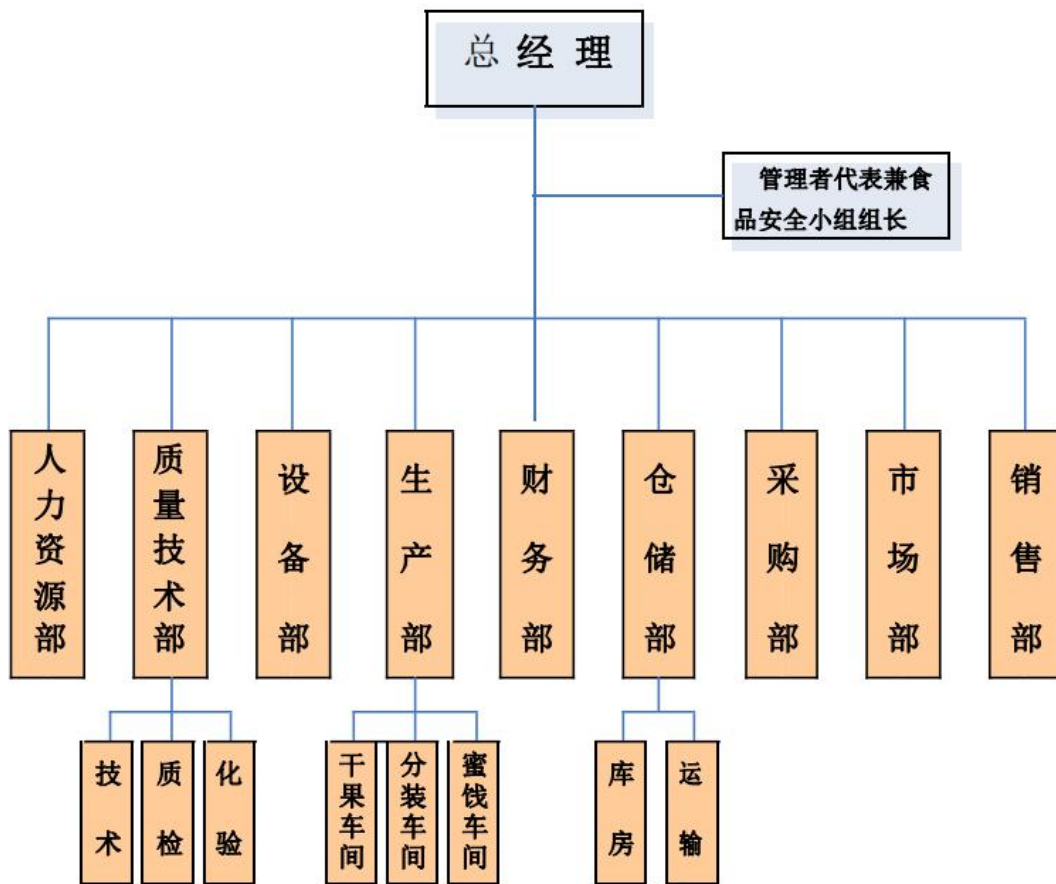 总经理
管理者代表兼食
品安全小组组长
人力资源部
质量技术部
设备部
生产部
财务部
仓储部
采购部
市场部
销售部
技术
质检
化验
干果车间
分装车间
蜜饯车间
库房
运输